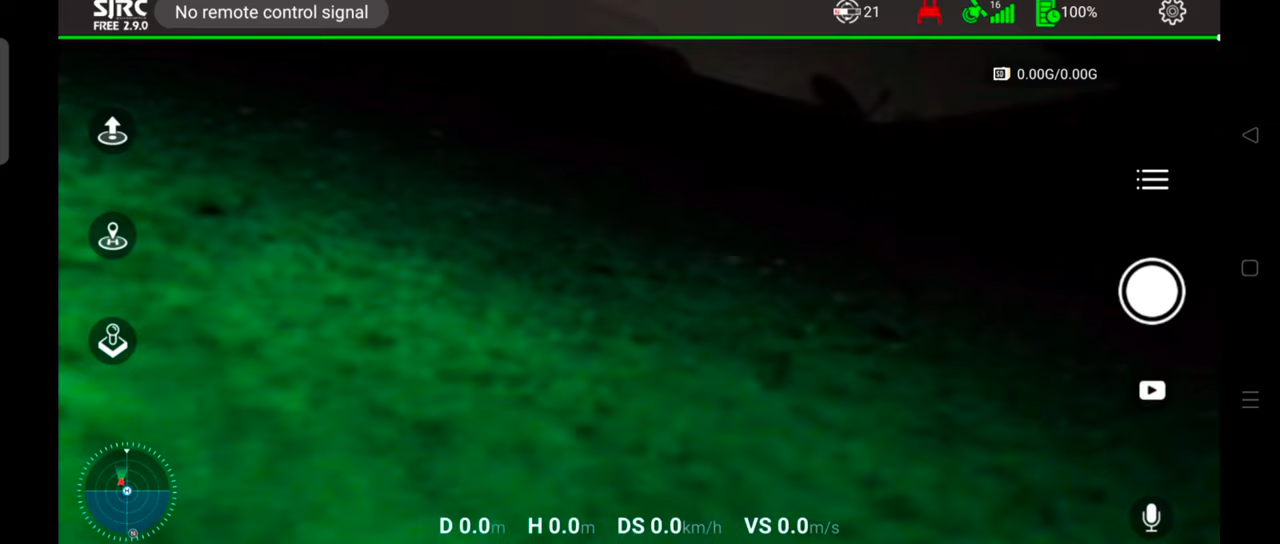 SJRC
FREE 2.9.0
No remote control signal
21
16
100%
SD
0.00G/0.00G
D 0.0m H 0.0m DS 0.0km/h VS 0.0m/s
H
N